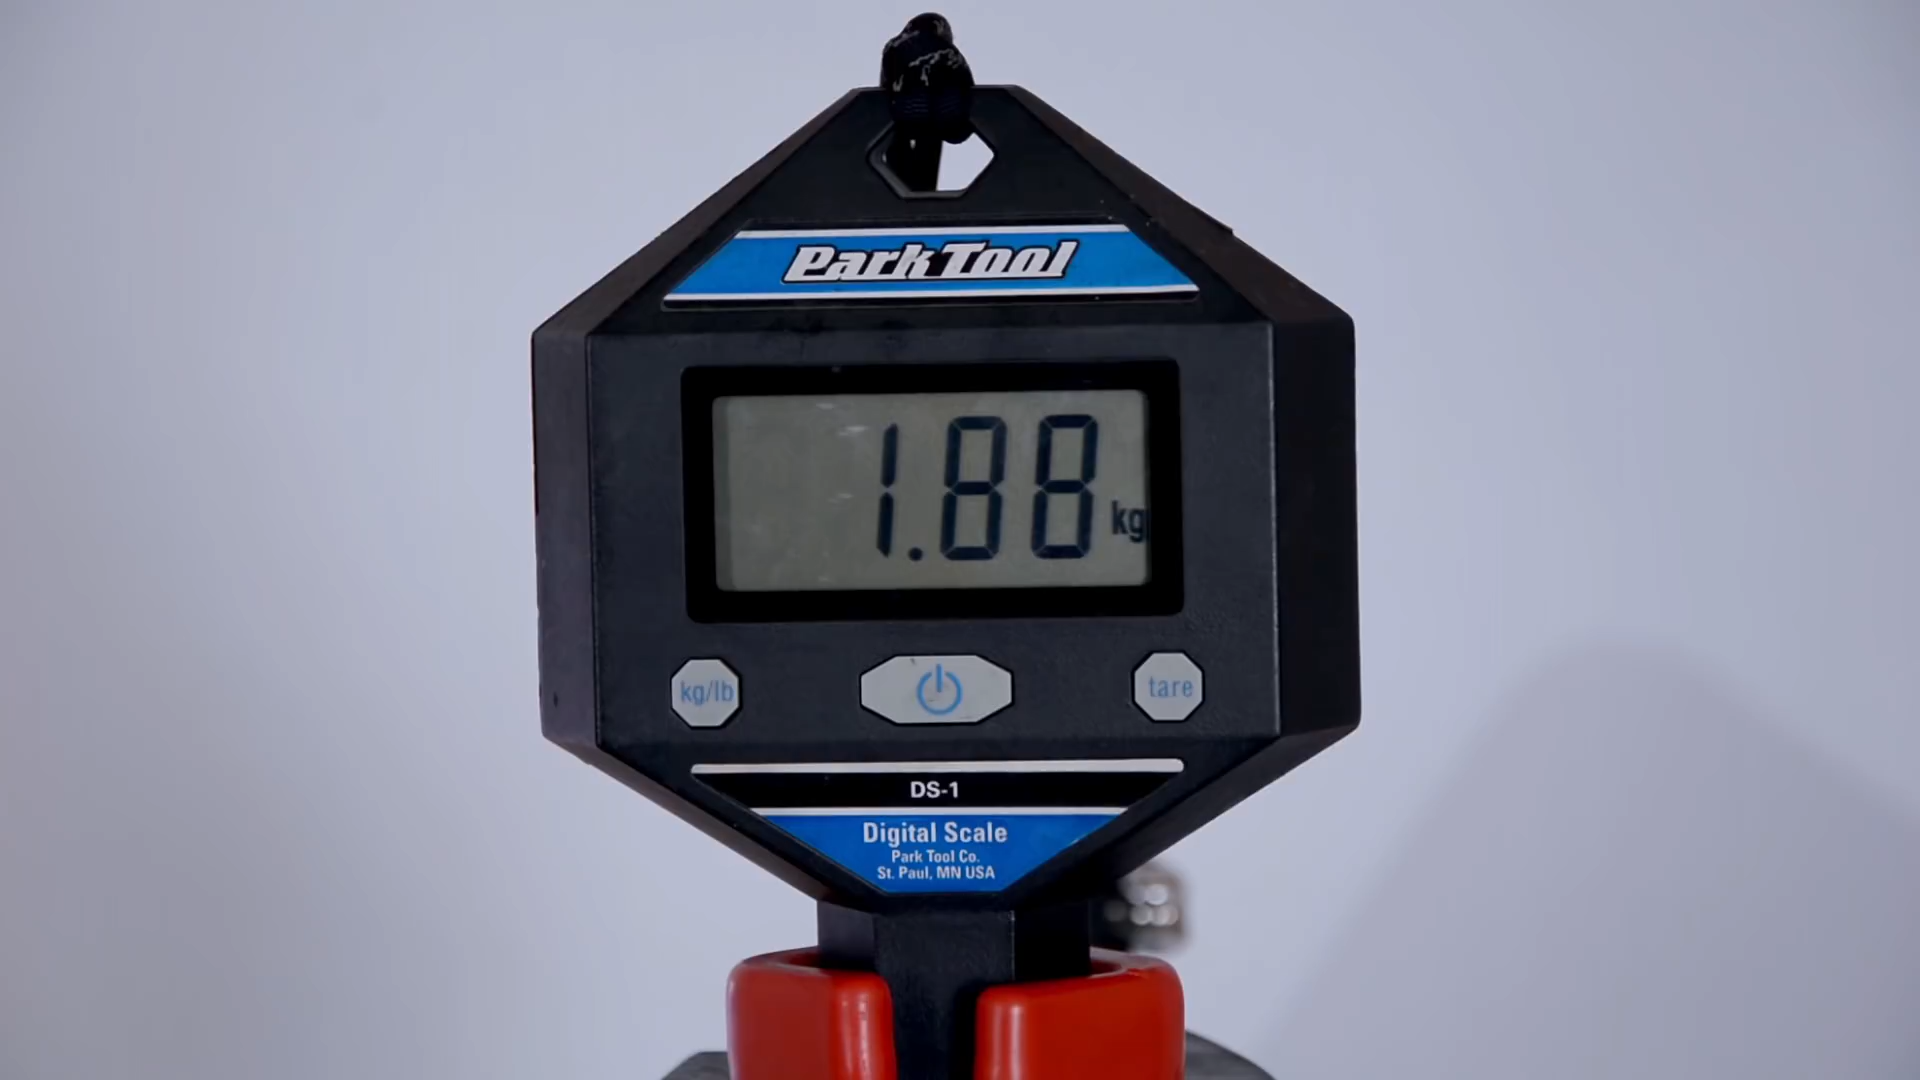 Park Tool
1.88 kg
kg/lb
tare
DS-1
Digital Scale
Park Tool Co.
St. Paul, MN USA